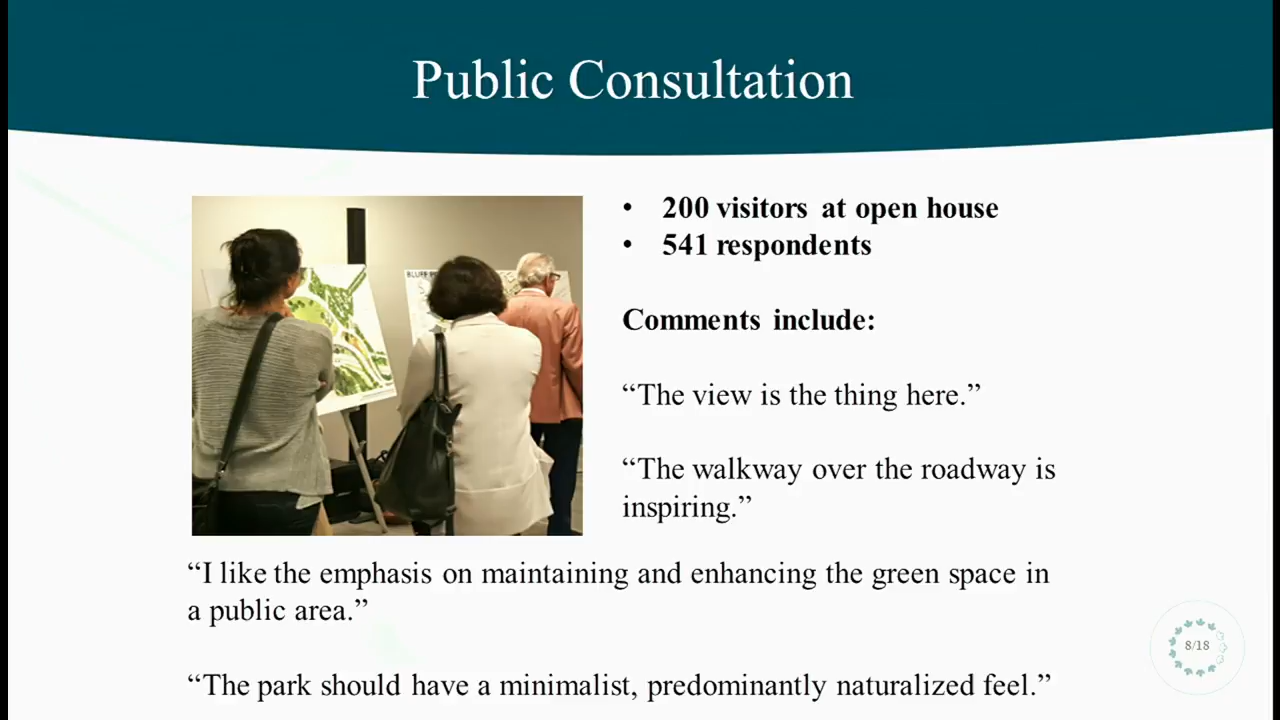 Public Consultation
• 200 visitors at open house
• 541 respondents
Comments include:
“The view is the thing here.”
“The walkway over the roadway is
inspiring.”
“I like the emphasis on maintaining and enhancing the green space in
a public area.”
“The park should have a minimalist, predominantly naturalized feel.”
8/18